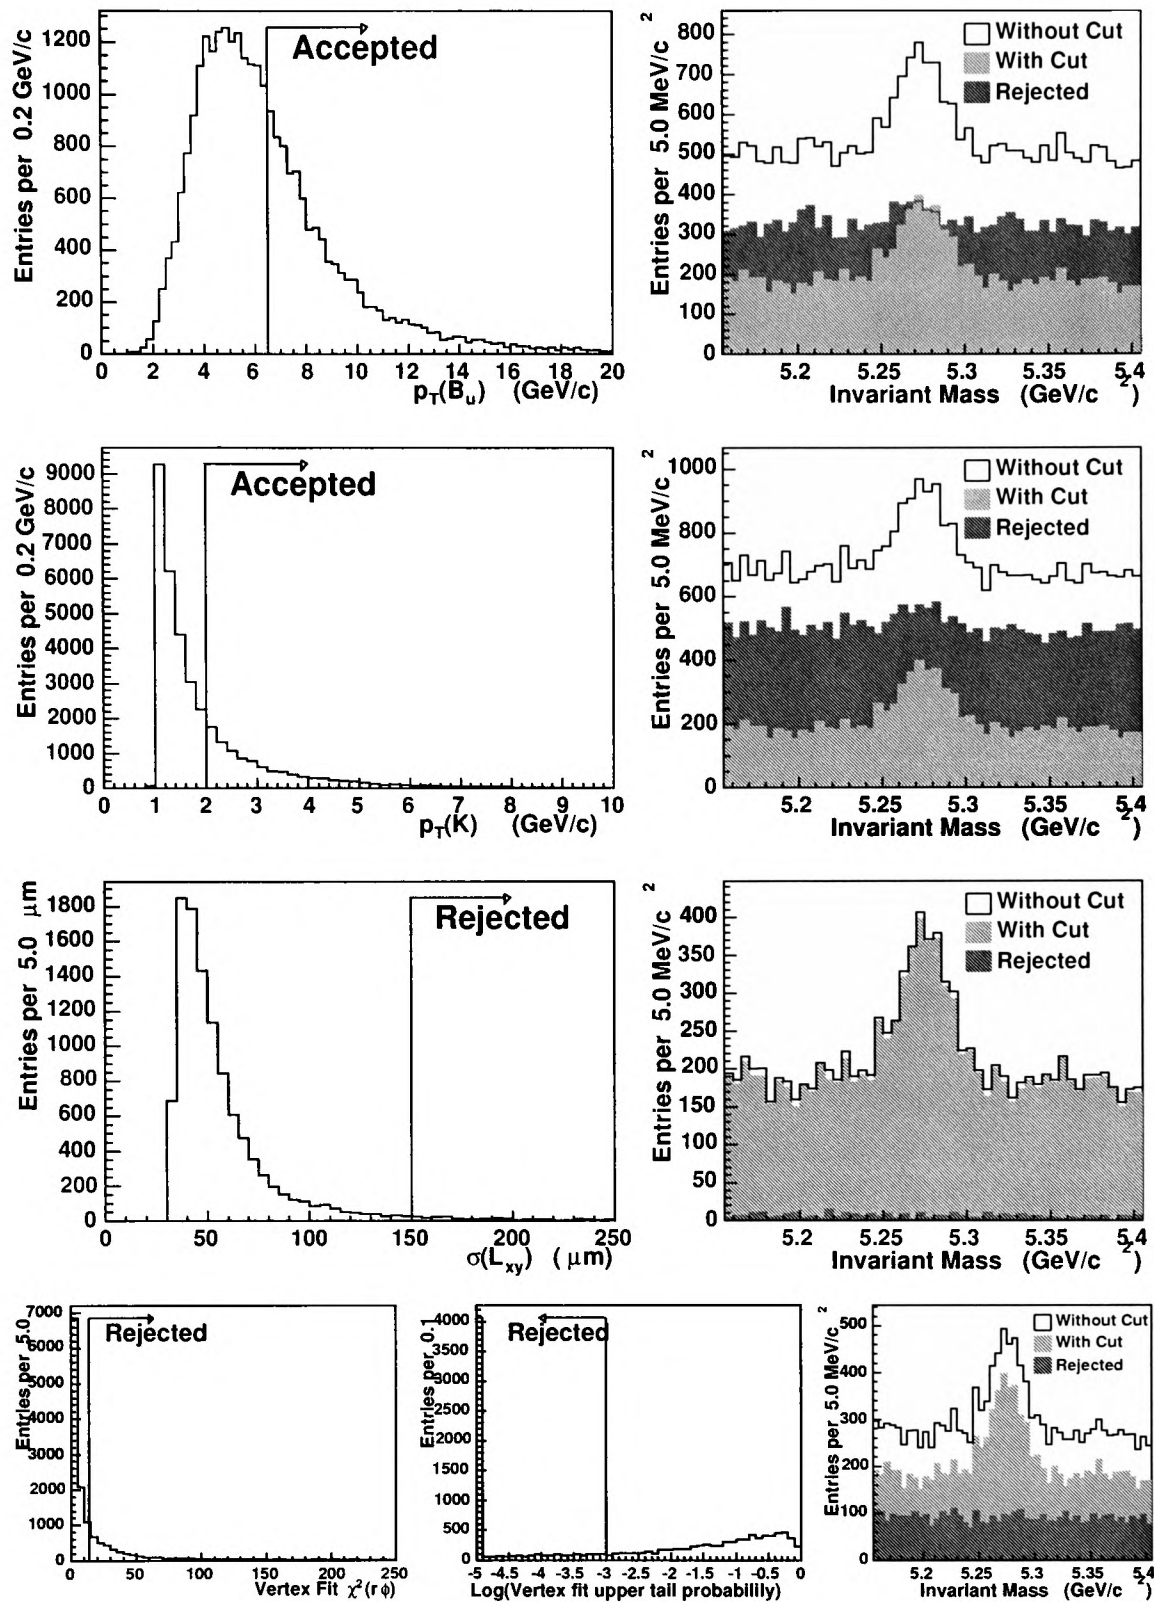 Entries per 0.2 GeV/c
1200
1000
800
600
400
200
0
Accepted
0 2 4 6 8 10 12 14 16 18 20
p_T(B_u) (GeV/c)
Entries per 5.0 MeV/c²
800
700
600
500
400
300
200
100
0
Without Cut
With Cut
Rejected
5.2 5.25 5.3 5.35 5.4
Invariant Mass (GeV/c²)
Entries per 0.2 GeV/c
9000
8000
7000
6000
5000
4000
3000
2000
1000
0
Accepted
0 1 2 3 4 5 6 7 8 9 10
p_T(K) (GeV/c)
Entries per 5.0 MeV/c²
1000
800
600
400
200
0
Without Cut
With Cut
Rejected
5.2 5.25 5.3 5.35 5.4
Invariant Mass (GeV/c²)
Entries per 5.0 μm
1800
1600
1400
1200
1000
800
600
400
200
0
Rejected
0 50 100 150 200 250
σ(L_xy) (μm)
Entries per 5.0 MeV/c²
400
350
300
250
200
150
100
50
0
Without Cut
With Cut
Rejected
5.2 5.25 5.3 5.35 5.4
Invariant Mass (GeV/c²)
Entries per 5.0
7000
6000
5000
4000
3000
2000
1000
0
Rejected
0 50 100 150 200 250
Vertex Fit χ²(rφ)
Entries per 0.1
4000
3500
3000
2500
2000
1500
1000
500
0
Rejected
-5 -4.5 -4 -3.5 -3 -2.5 -2 -1.5 -1 -0.5 0
Log(Vertex fit upper tail probability)
Entries per 5.0 MeV/c²
500
400
300
200
100
0
Without Cut
With Cut
Rejected
5.2 5.25 5.3 5.35 5.4
Invariant Mass (GeV/c²)